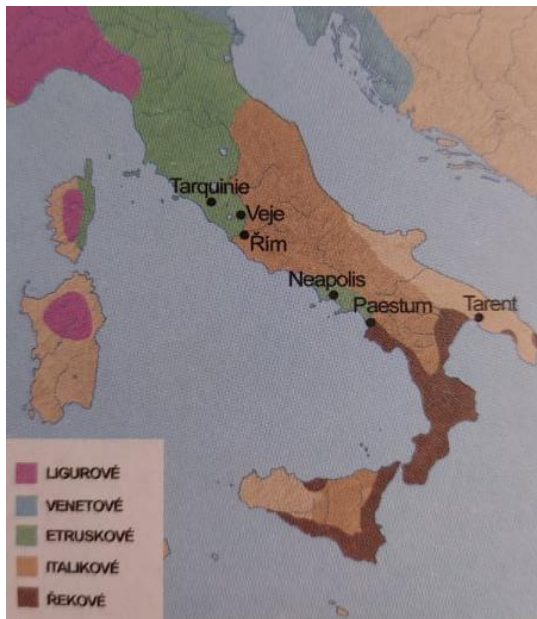 Tarquinie
Veje
Řím
Neapolis
Paestum
Tarent
LIGUROVÉ
VENETOVÉ
ETRUSKOVÉ
ITALIKOVÉ
ŘEKOVÉ